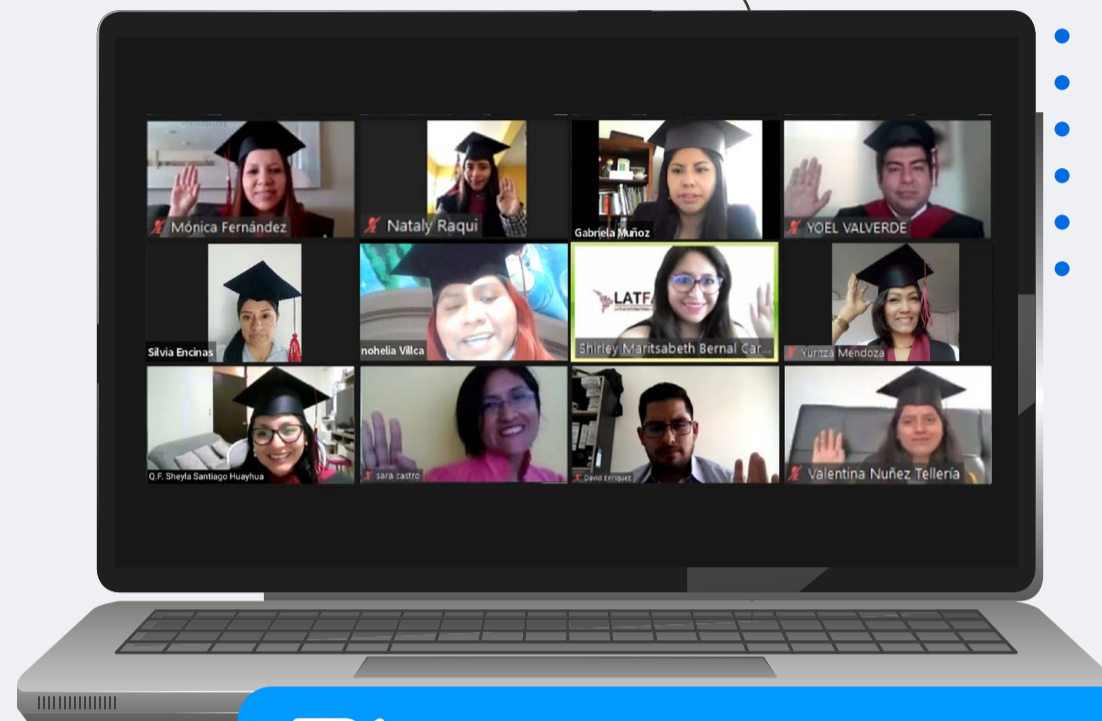 Mónica Fernández
Nataly Raqui
Gabriela Muñoz
YOEL VALVERDE
Silvia Encinas
nohelia Villca
LATF
Shirley Maritsabeth Bernal Car...
Yuritza Mendoza
Q.F. Sheyla Santiago Huayhua
sara castro
David Enriquez
Valentina Nuñez Tellería